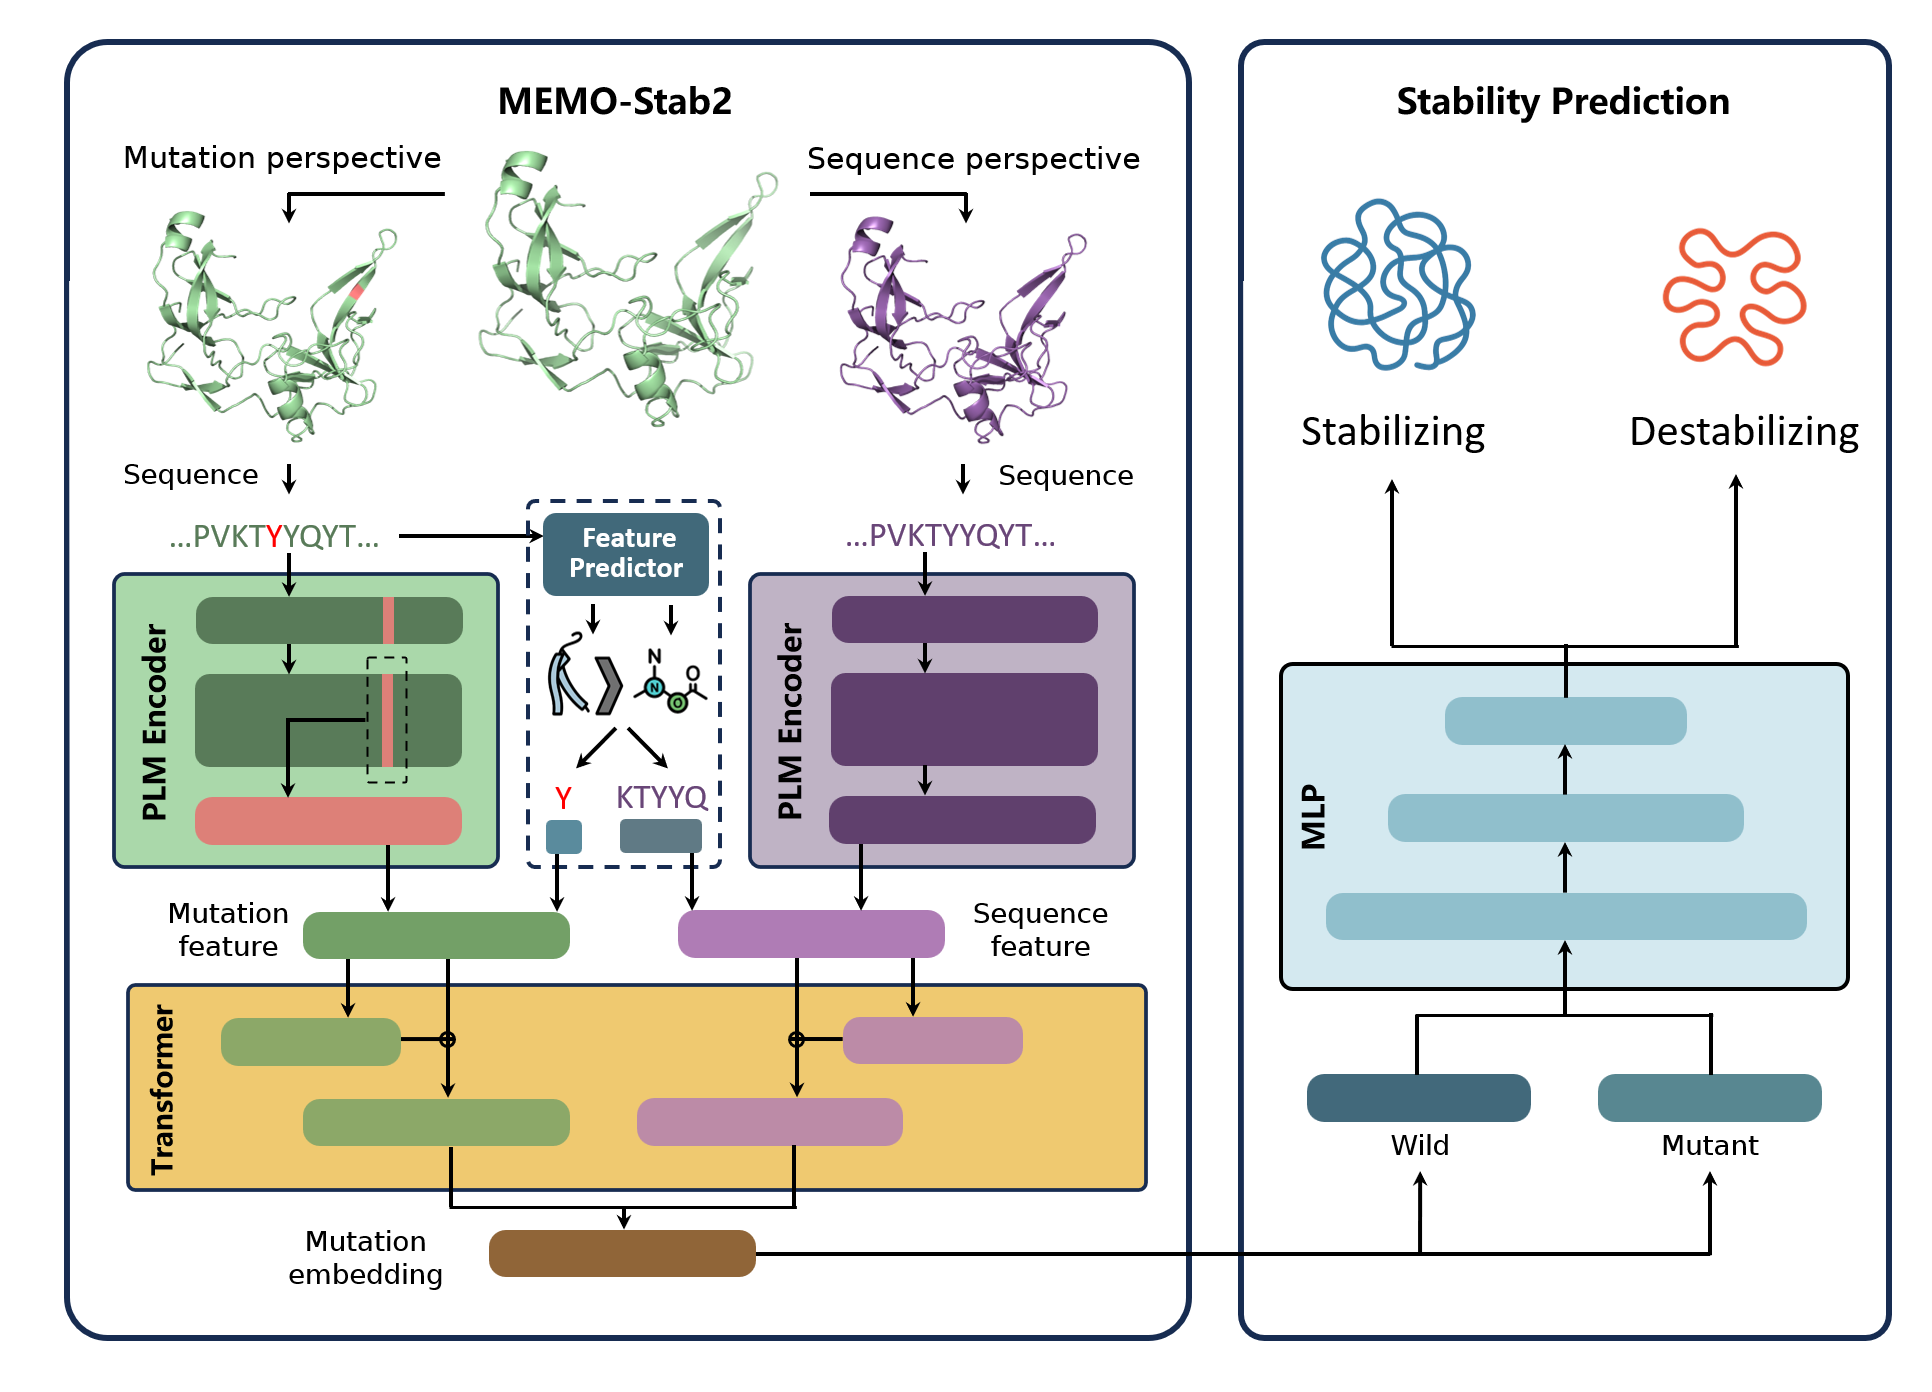 MEMO-Stab2
Mutation perspective
Sequence perspective
Sequence
Sequence
...PVKTYYQYT...
Feature
Predictor
...PVKTYYQYT...
PLM Encoder
N
N
O
O
Y
KTYYQ
PLM Encoder
Mutation
feature
Sequence
feature
Transformer
Mutation
embedding
Stability Prediction
Stabilizing
Destabilizing
MLP
Wild
Mutant